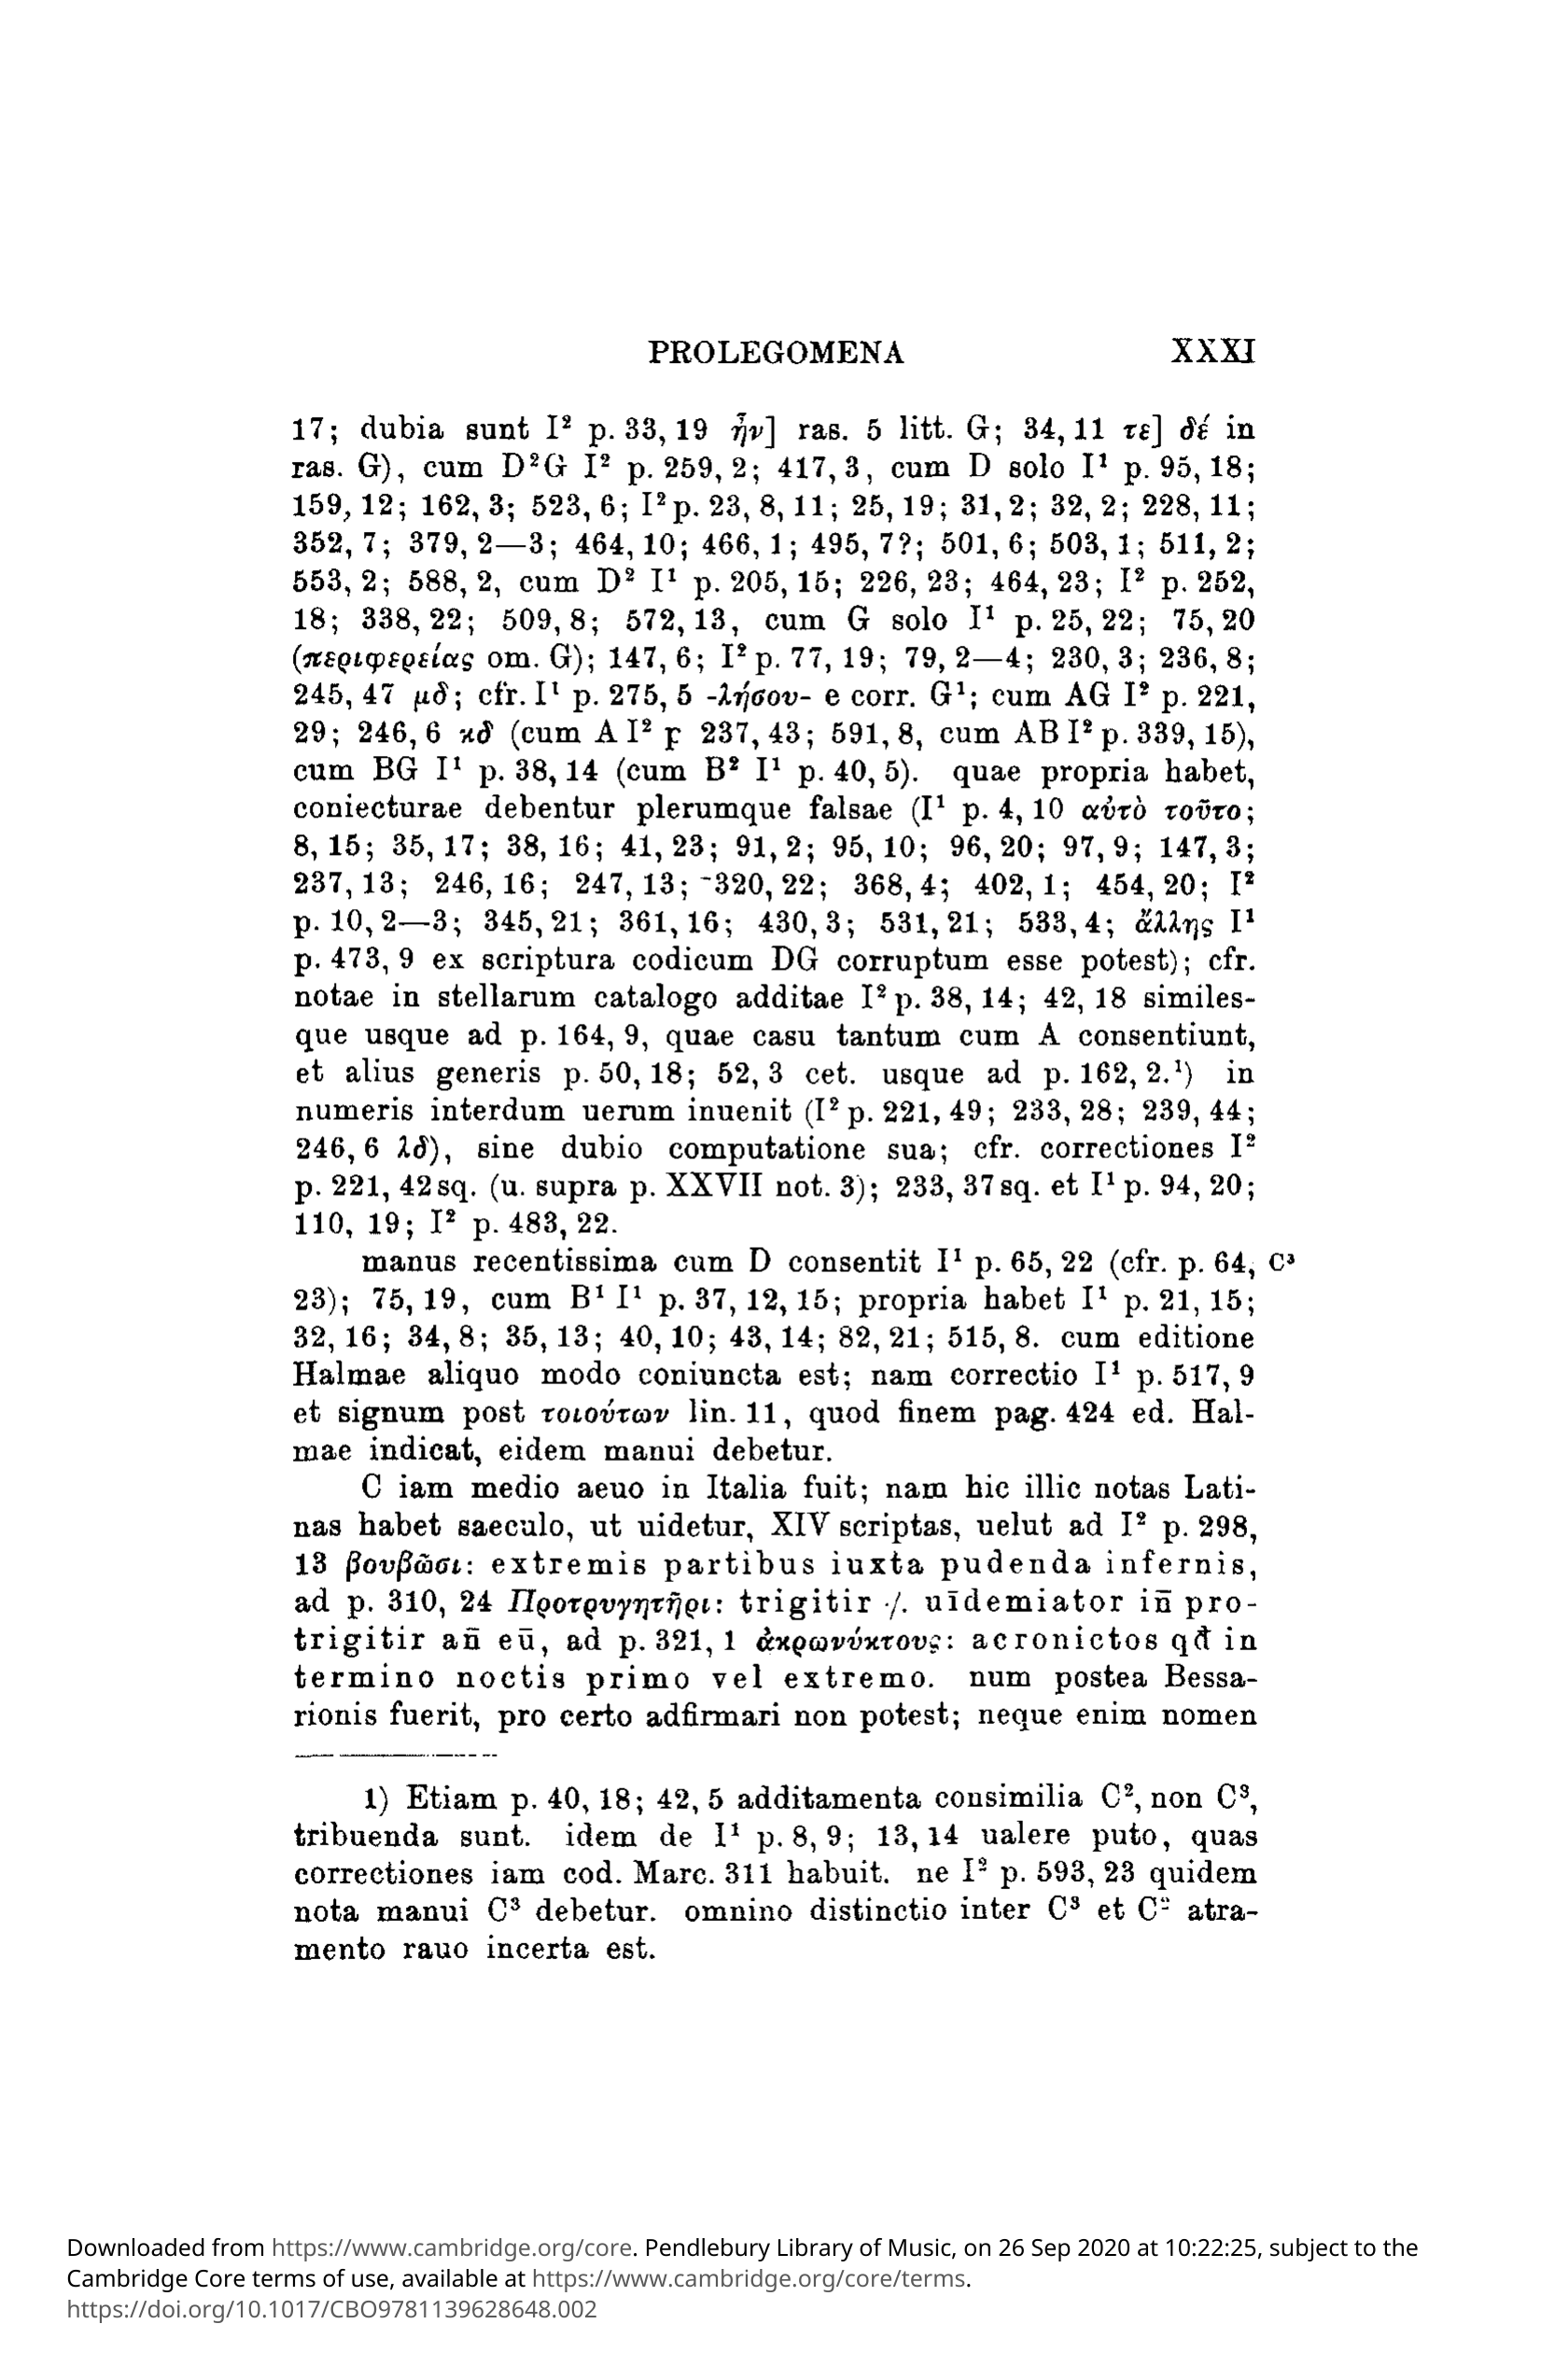 PROLEGOMENA XXXI
17; dubia sunt I² p. 33, 19 ἦν] ras. 5 litt. G; 34, 11 τε] δέ in
ras. G), cum D²G I² p. 259, 2; 417, 3, cum D solo I¹ p. 95, 18;
159, 12; 162, 3; 523, 6; I² p. 23, 8, 11; 25, 19; 31, 2; 32, 2; 228, 11;
352, 7; 379, 2—3; 464, 10; 466, 1; 495, 7?; 501, 6; 503, 1; 511, 2;
553, 2; 588, 2, cum D² I¹ p. 205, 15; 226, 23; 464, 23; I² p. 252,
18; 338, 22; 509, 8; 572, 13, cum G solo I¹ p. 25, 22; 75, 20
(περιφερείας om. G); 147, 6; I² p. 77, 19; 79, 2—4; 230, 3; 236, 8;
245, 47 μδ; cfr. I¹ p. 275, 5 -λήσου- e corr. G¹; cum AG I² p. 221,
29; 246, 6 κδ (cum A I² p 237, 43; 591, 8, cum AB I² p. 339, 15),
cum BG I¹ p. 38, 14 (cum B² I¹ p. 40, 5). quae propria habet,
coniecturae debentur plerumque falsae (I¹ p. 4, 10 αὐτὸ τοῦτο;
8, 15; 35, 17; 38, 16; 41, 23; 91, 2; 95, 10; 96, 20; 97, 9; 147, 3;
237, 13; 246, 16; 247, 13; 320, 22; 368, 4; 402, 1; 454, 20; I²
p. 10, 2—3; 345, 21; 361, 16; 430, 3; 531, 21; 533, 4; ἄλλης I¹
p. 473, 9 ex scriptura codicum DG corruptum esse potest); cfr.
notae in stellarum catalogo additae I² p. 38, 14; 42, 18 similes-
que usque ad p. 164, 9, quae casu tantum cum A consentiunt,
et alius generis p. 50, 18; 52, 3 cet. usque ad p. 162, 2.¹) in
numeris interdum uerum inuenit (I² p. 221, 49; 233, 28; 239, 44;
246, 6 λδ), sine dubio computatione sua; cfr. correctiones I²
p. 221, 42 sq. (u. supra p. XXVII not. 3); 233, 37 sq. et I¹ p. 94, 20;
110, 19; I² p. 483, 22.
manus recentissima cum D consentit I¹ p. 65, 22 (cfr. p. 64, C³
23); 75, 19, cum B¹ I¹ p. 37, 12, 15; propria habet I¹ p. 21, 15;
32, 16; 34, 8; 35, 13; 40, 10; 43, 14; 82, 21; 515, 8. cum editione
Halmae aliquo modo coniuncta est; nam correctio I¹ p. 517, 9
et signum post τοιούτων lin. 11, quod finem pag. 424 ed. Hal-
mae indicat, eidem manui debetur.
C iam medio aeuo in Italia fuit; nam hic illic notas Lati-
nas habet saeculo, ut uidetur, XIV scriptas, uelut ad I² p. 298,
13 βουβῶσι: extremis partibus iuxta pudenda infernis,
ad p. 310, 24 Προτρυγητῆρι: trigitir ·/. uīdemiator in̄ pro-
trigitir an̄ eū, ad p. 321, 1 ἀκρωνύκτους: acronictos qđ in
termino noctis primo vel extremo. num postea Bessa-
rionis fuerit, pro certo adfirmari non potest; neque enim nomen
1) Etiam p. 40, 18; 42, 5 additamenta consimilia C², non C³,
tribuenda sunt. idem de I¹ p. 8, 9; 13, 14 ualere puto, quas
correctiones iam cod. Marc. 311 habuit. ne I² p. 593, 23 quidem
nota manui C³ debetur. omnino distinctio inter C³ et C² atra-
mento rauo incerta est.
Downloaded from https://www.cambridge.org/core. Pendlebury Library of Music, on 26 Sep 2020 at 10:22:25, subject to the
Cambridge Core terms of use, available at https://www.cambridge.org/core/terms.
https://doi.org/10.1017/CBO9781139628648.002